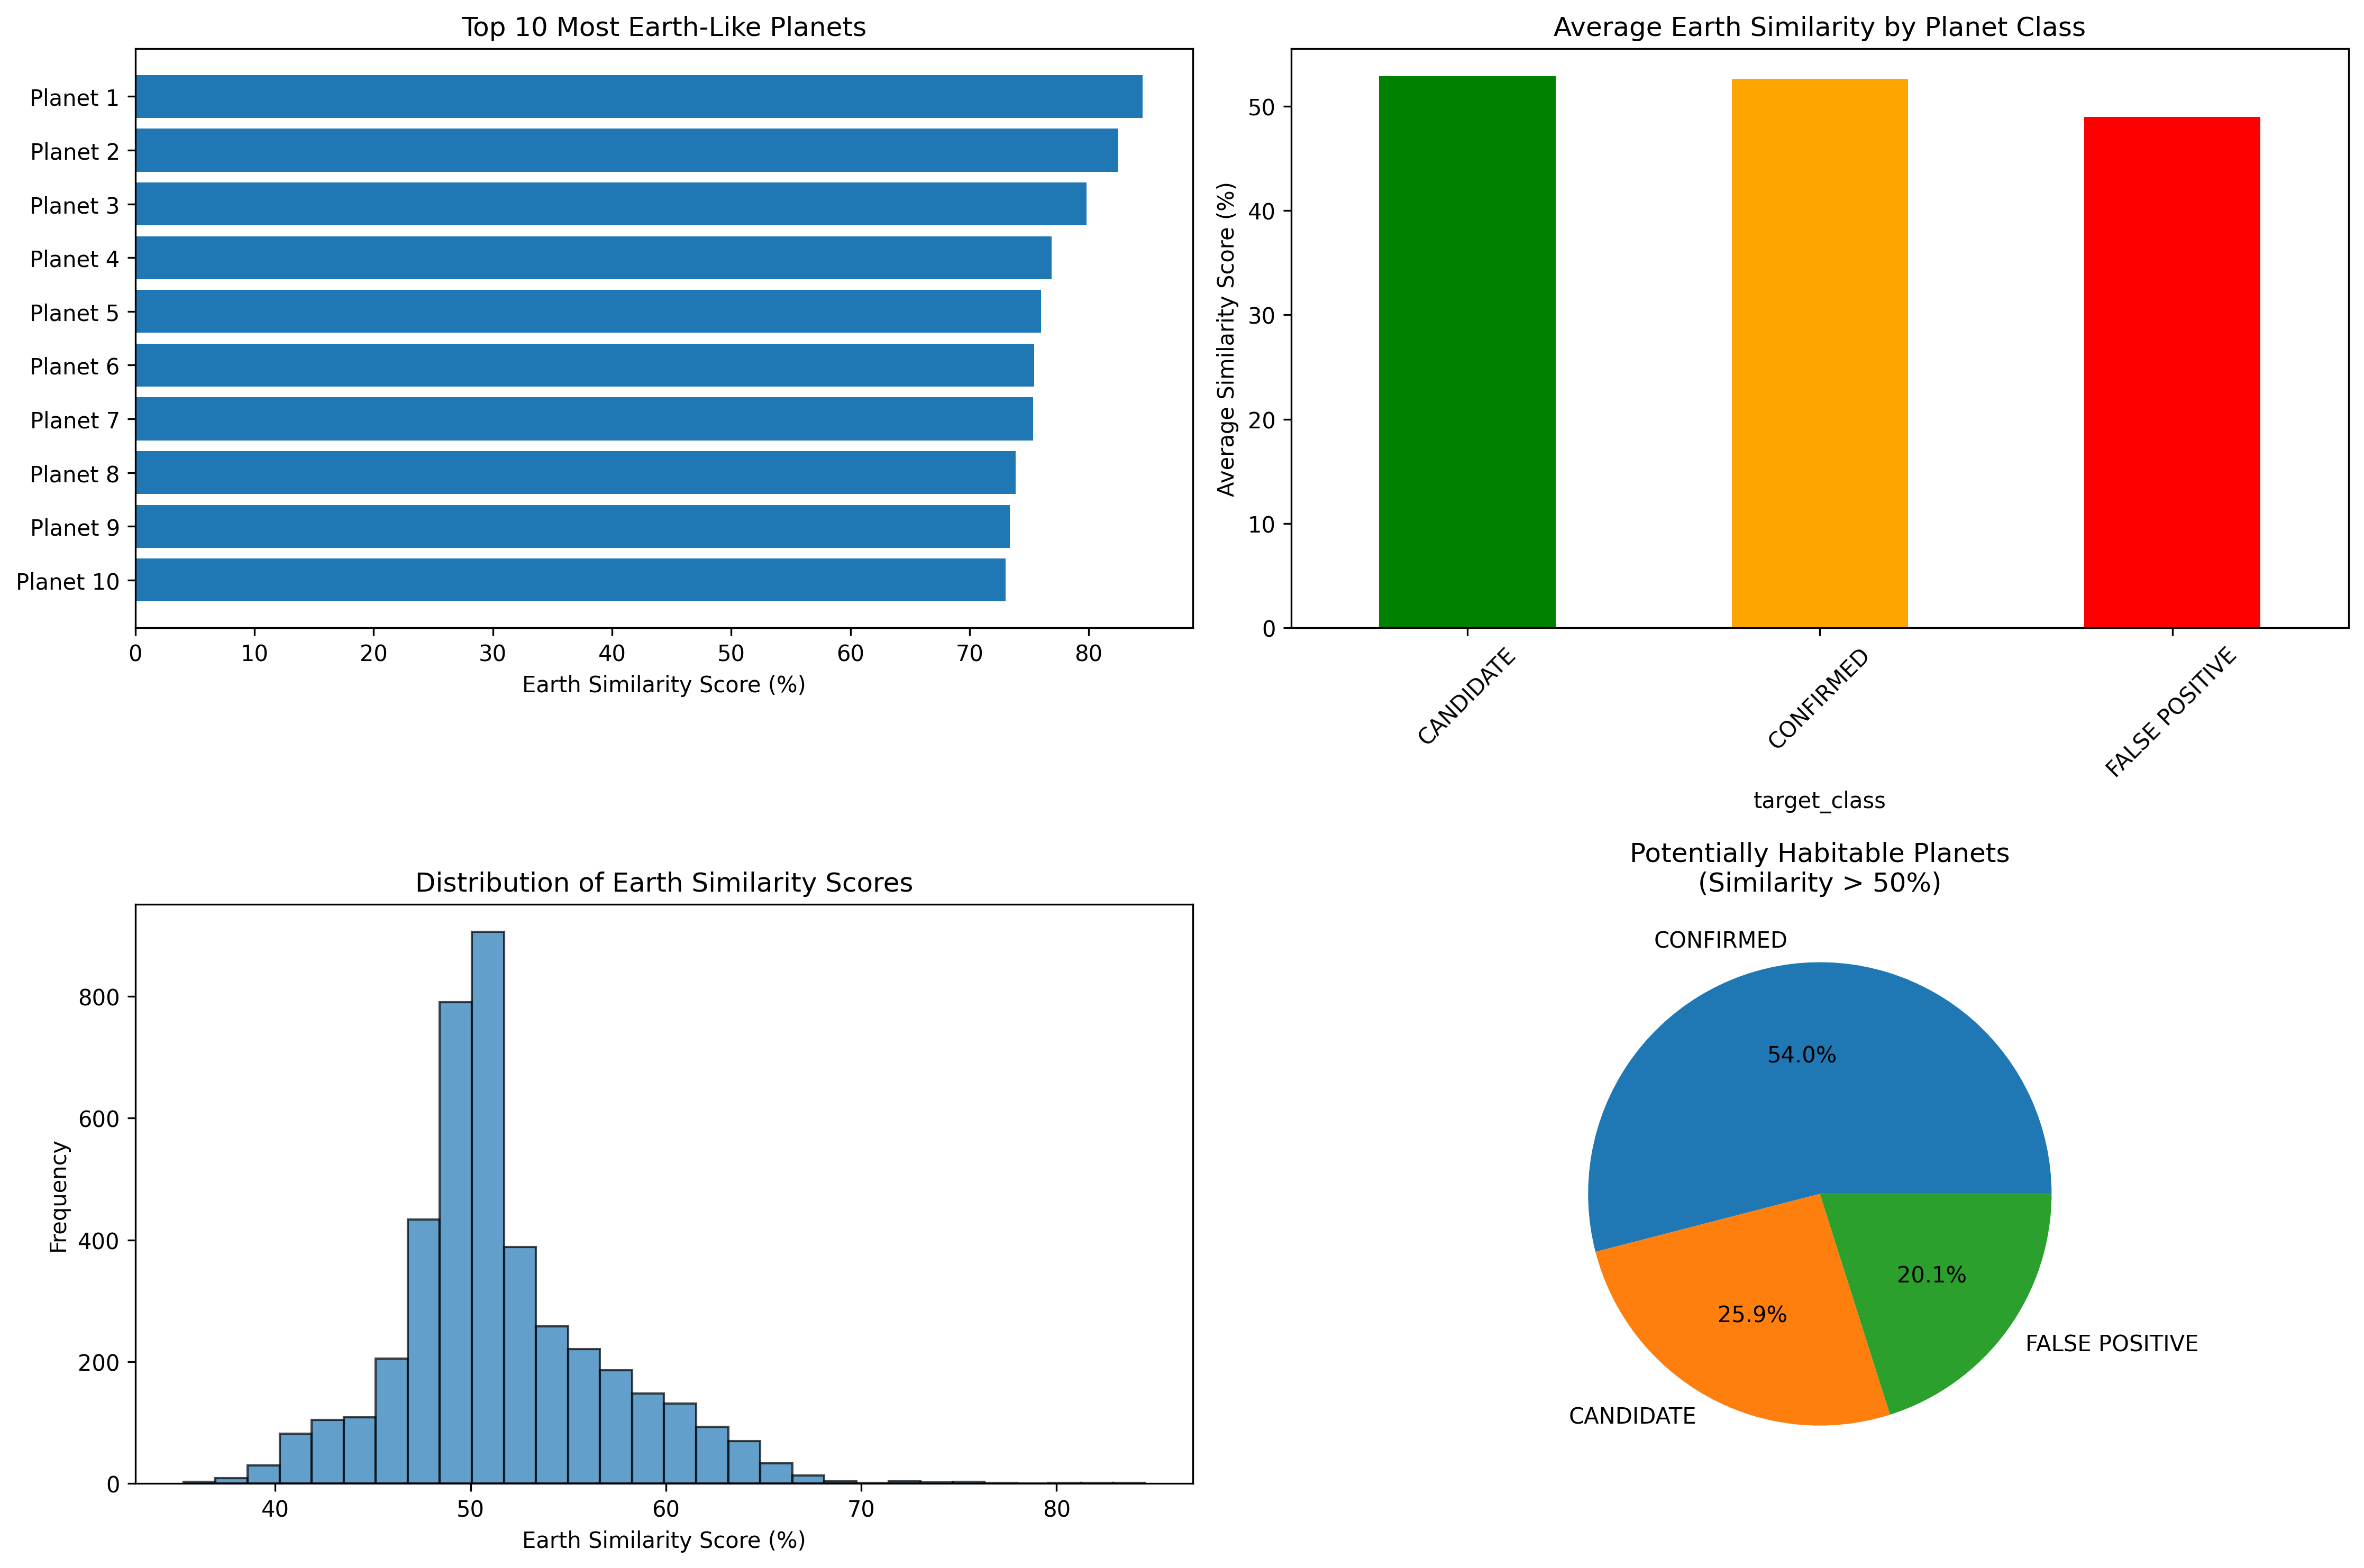 Top 10 Most Earth-Like Planets
Planet 1
Planet 2
Planet 3
Planet 4
Planet 5
Planet 6
Planet 7
Planet 8
Planet 9
Planet 10
0 10 20 30 40 50 60 70 80
Earth Similarity Score (%)
Average Earth Similarity by Planet Class
Average Similarity Score (%)
50
40
30
20
10
0
CANDIDATE
CONFIRMED
FALSE POSITIVE
target_class
Distribution of Earth Similarity Scores
Frequency
800
600
400
200
0
40 50 60 70 80
Earth Similarity Score (%)
Potentially Habitable Planets
(Similarity > 50%)
CONFIRMED
54.0%
20.1%
25.9%
FALSE POSITIVE
CANDIDATE